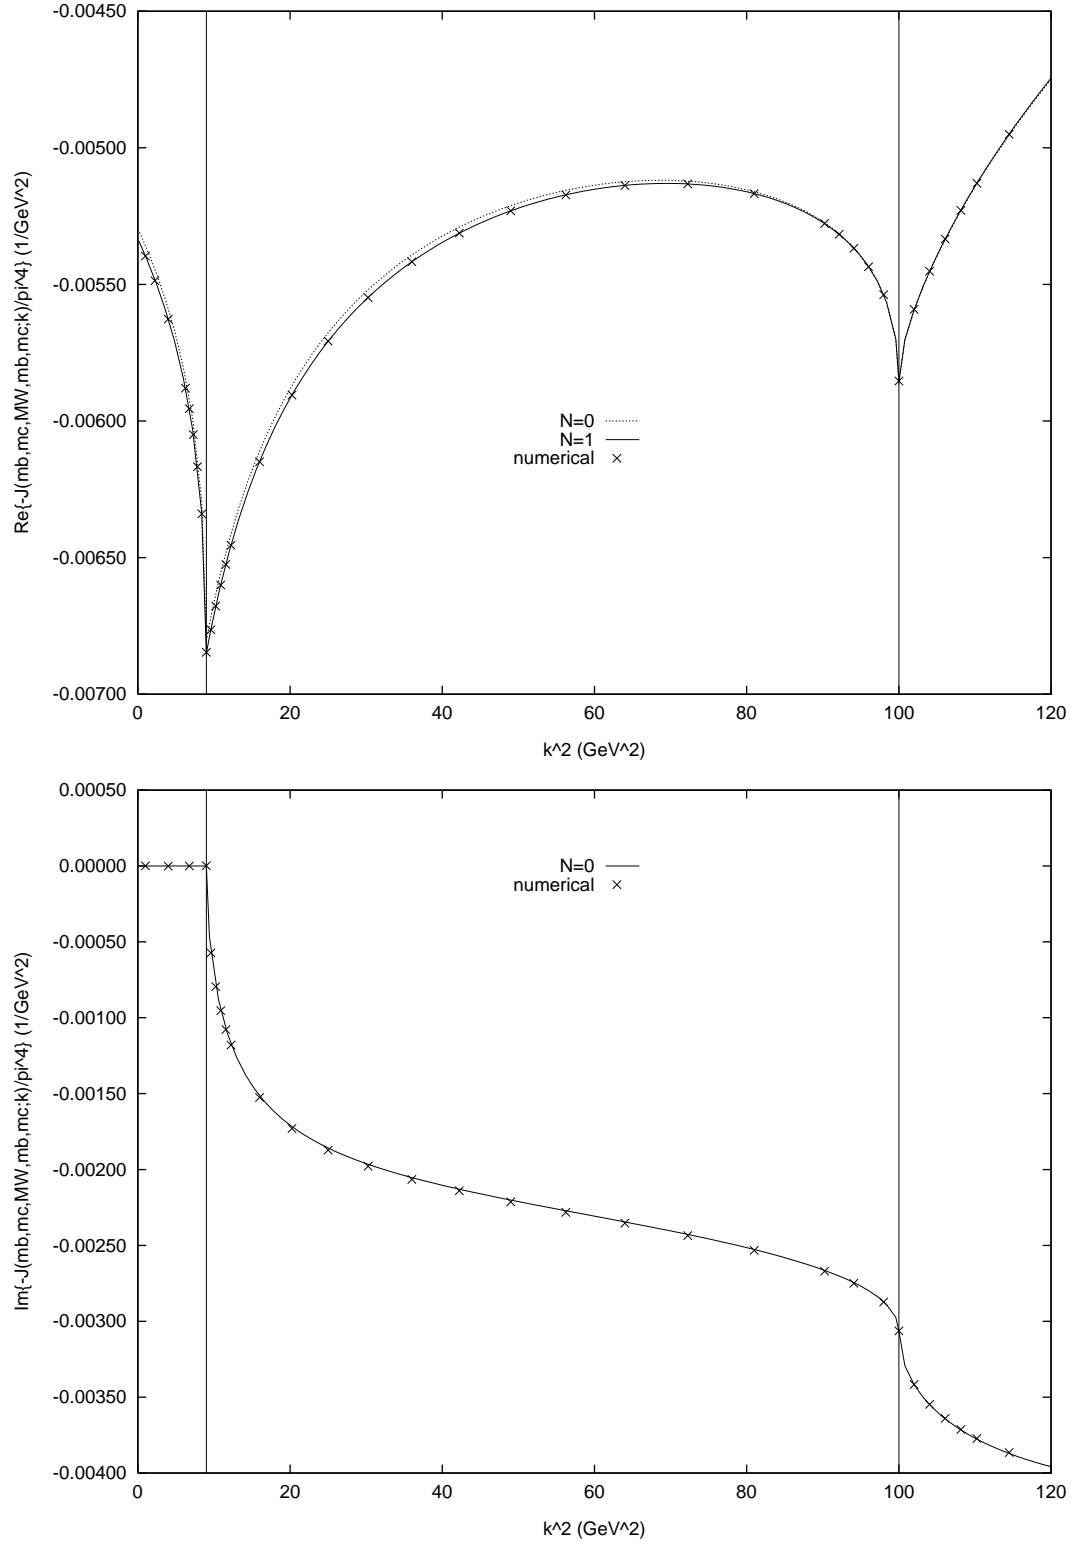 -0.00450
-0.00500
-0.00550
-0.00600
-0.00650
-0.00700
Re{-J(mb,mc,MW,mb,mc;k)/pi^4} (1/GeV^2)
N=0
N=1
numerical
0 20 40 60 80 100 120
k^2 (GeV^2)
0.00050
0.00000
-0.00050
-0.00100
-0.00150
-0.00200
-0.00250
-0.00300
-0.00350
-0.00400
Im{-J(mb,mc,MW,mb,mc;k)/pi^4} (1/GeV^2)
N=0
numerical
0 20 40 60 80 100 120
k^2 (GeV^2)